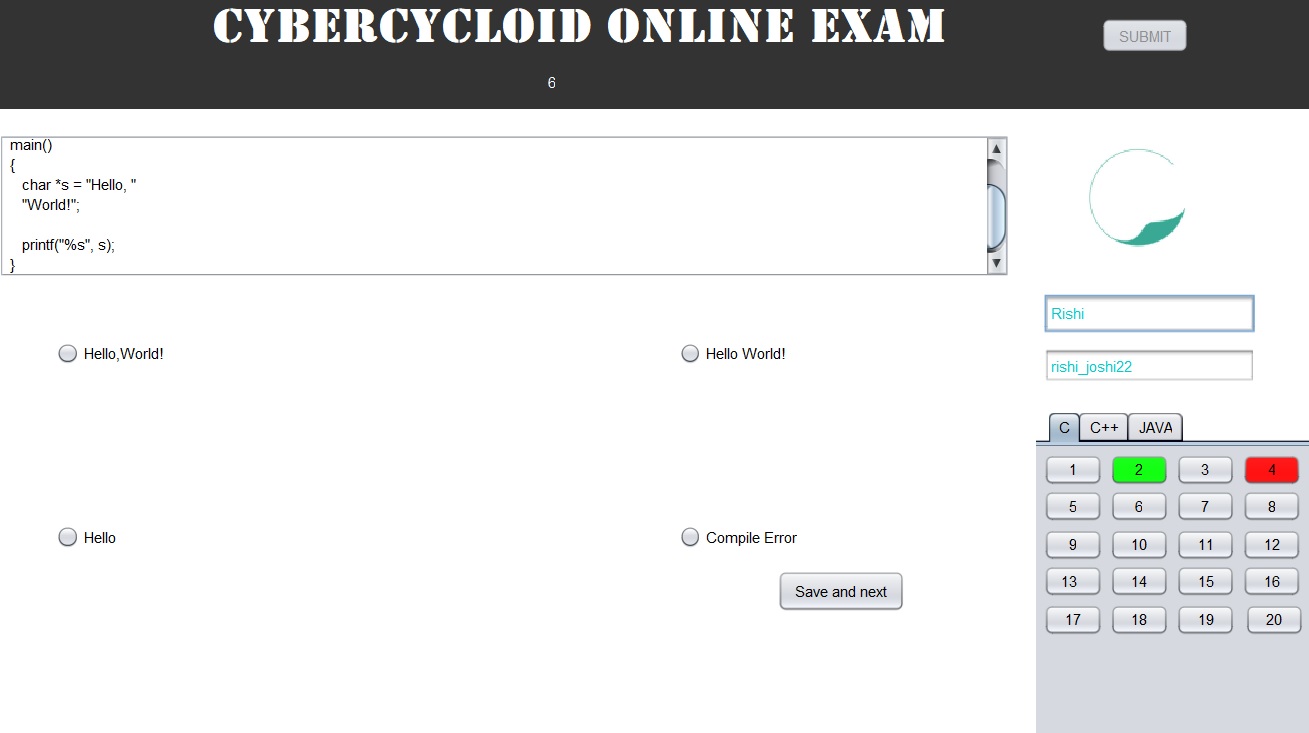 CYBERCYCLOID ONLINE EXAM
SUBMIT
6
main()
{
char *s = "Hello, "
"World!";
printf("%s", s);
}
Hello,World!
Hello World!
Hello
Compile Error
Save and next
Rishi
rishi_joshi22
C C++ JAVA
1 2 3 4
5 6 7 8
9 10 11 12
13 14 15 16
17 18 19 20